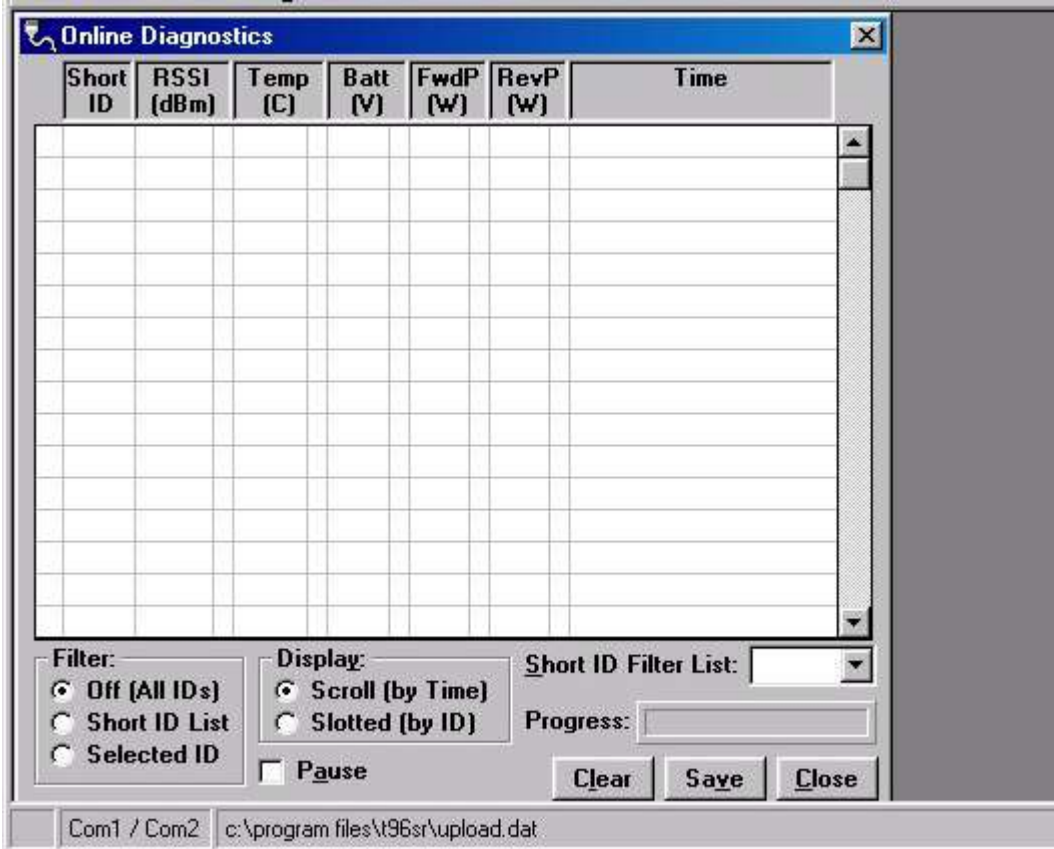 Online Diagnostics
Short ID RSSI (dBm) Temp (C) Batt (V) FwdP (W) RevP (W) Time
Filter:
Off (All IDs)
Short ID List
Selected ID
Display:
Scroll (by Time)
Slotted (by ID)
Pause
Short ID Filter List:
Progress:
Clear Save Close
Com1 / Com2 c:\program files\t96sr\upload.dat